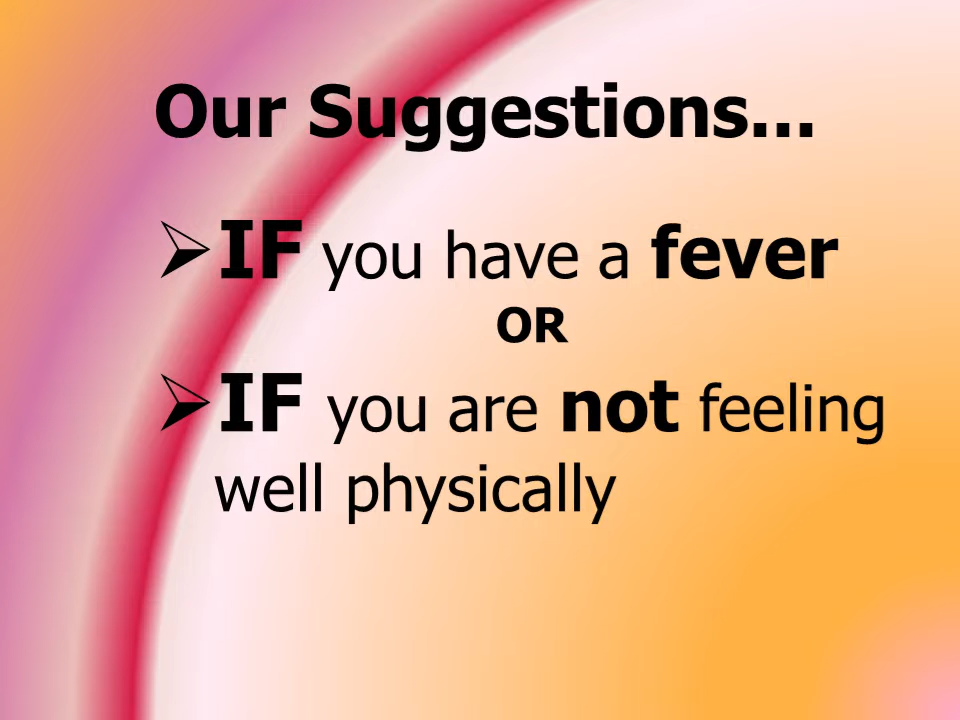 Our Suggestions...
➢IF you have a fever
OR
➢IF you are not feeling
well physically